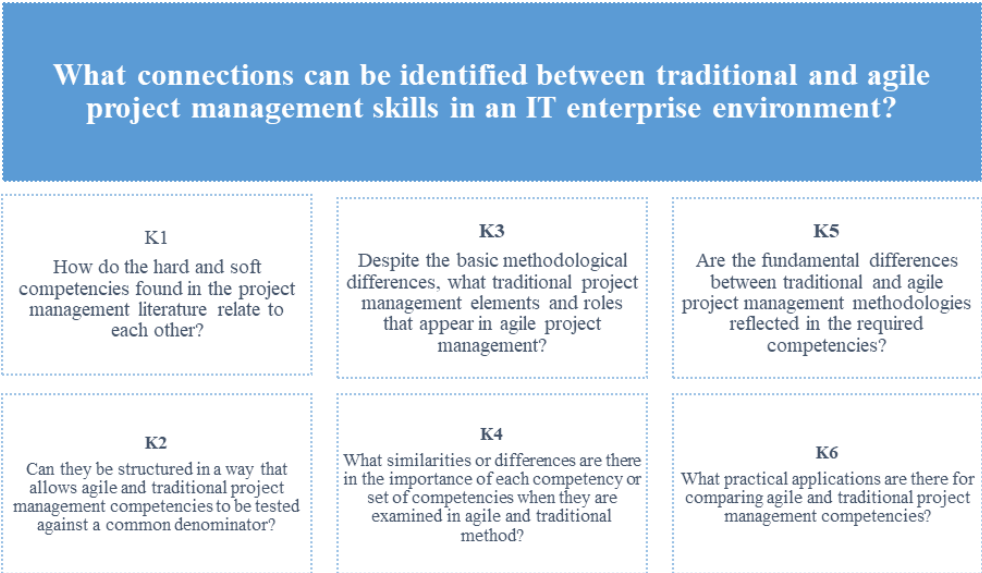 What connections can be identified between traditional and agile
project management skills in an IT enterprise environment?
K1
How do the hard and soft
competencies found in the project
management literature relate to
each other?
K3
Despite the basic methodological
differences, what traditional project
management elements and roles
that appear in agile project
management?
K5
Are the fundamental differences
between traditional and agile
project management methodologies
reflected in the required
competencies?
K2
Can they be structured in a way that
allows agile and traditional project
management competencies to be tested
against a common denominator?
K4
What similarities or differences are there
in the importance of each competency or
set of competencies when they are
examined in agile and traditional
method?
K6
What practical applications are there for
comparing agile and traditional project
management competencies?